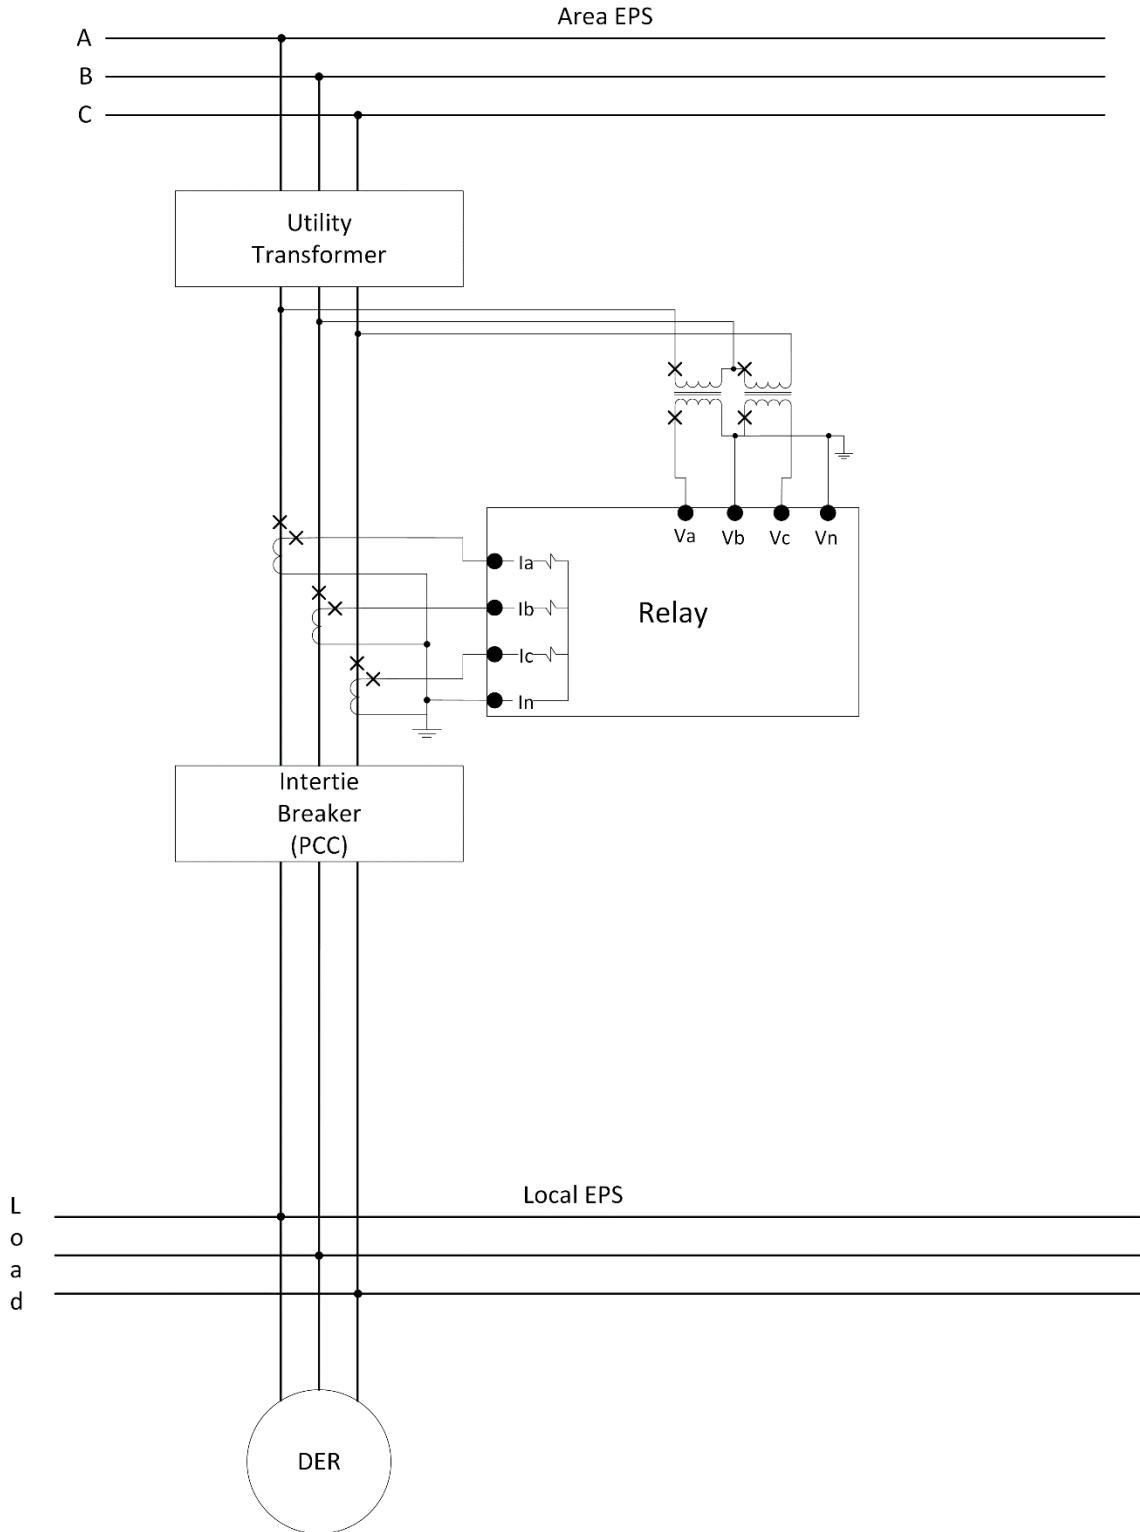 Area EPS
A
B
C
Utility
Transformer
Va
Vb
Vc
Vn
Ia
Ib
Ic
In
Relay
Intertie
Breaker
(PCC)
Local EPS
L
o
a
d
DER